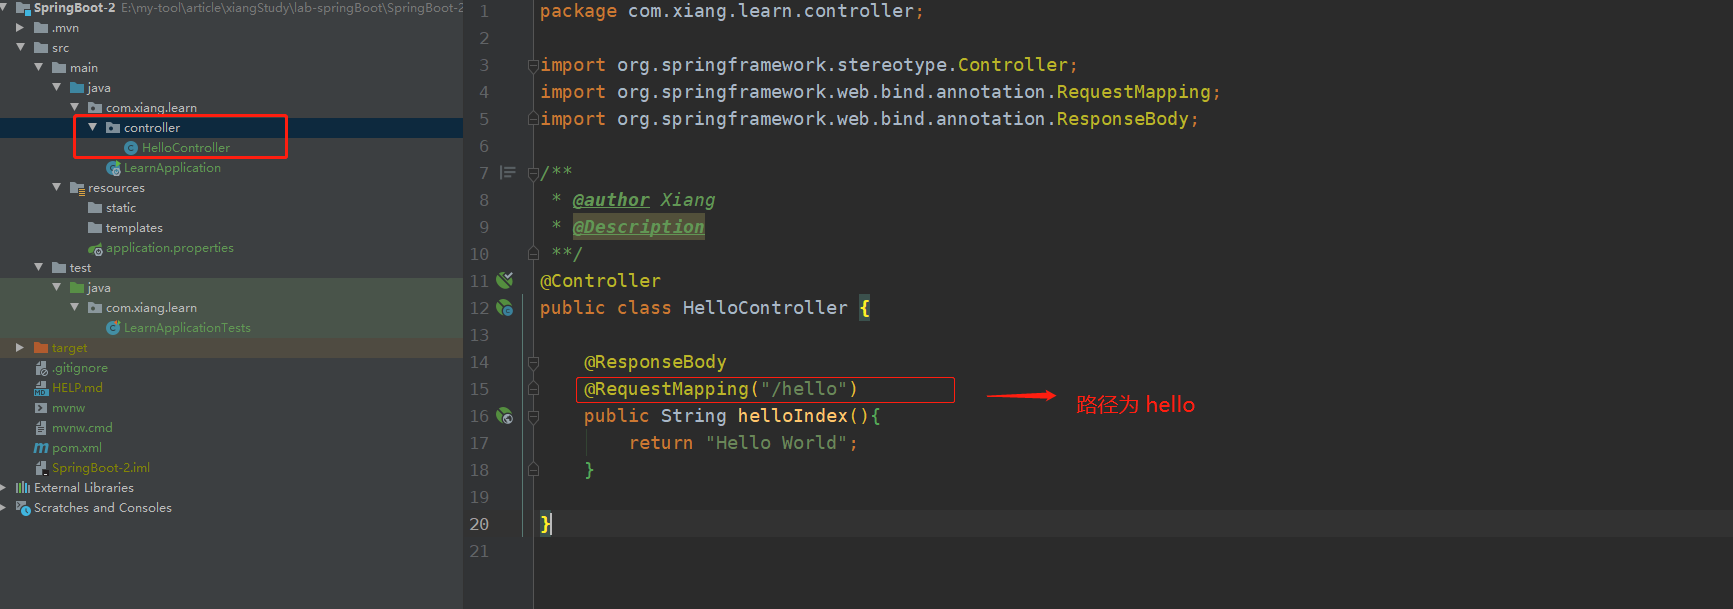 SpringBoot-2 E:\my-tool\article\xiangStudy\lab-springBoot\SpringBoot-2
.mvn
src
main
java
com.xiang.learn
controller
HelloController
LearnApplication
resources
static
templates
application.properties
test
java
com.xiang.learn
LearnApplicationTests
target
.gitignore
HELP.md
mvnw
mvnw.cmd
pom.xml
SpringBoot-2.iml
External Libraries
Scratches and Consoles
1 package com.xiang.learn.controller;
2
3 import org.springframework.stereotype.Controller;
4 import org.springframework.web.bind.annotation.RequestMapping;
5 import org.springframework.web.bind.annotation.ResponseBody;
6
7 /**
8 * @author Xiang
9 * @Description
10 **/
11 @Controller
12 public class HelloController {
13
14 @ResponseBody
15 @RequestMapping("/hello")
路径为 hello
16 public String helloIndex(){
17 return "Hello World";
18 }
19
20 }
21